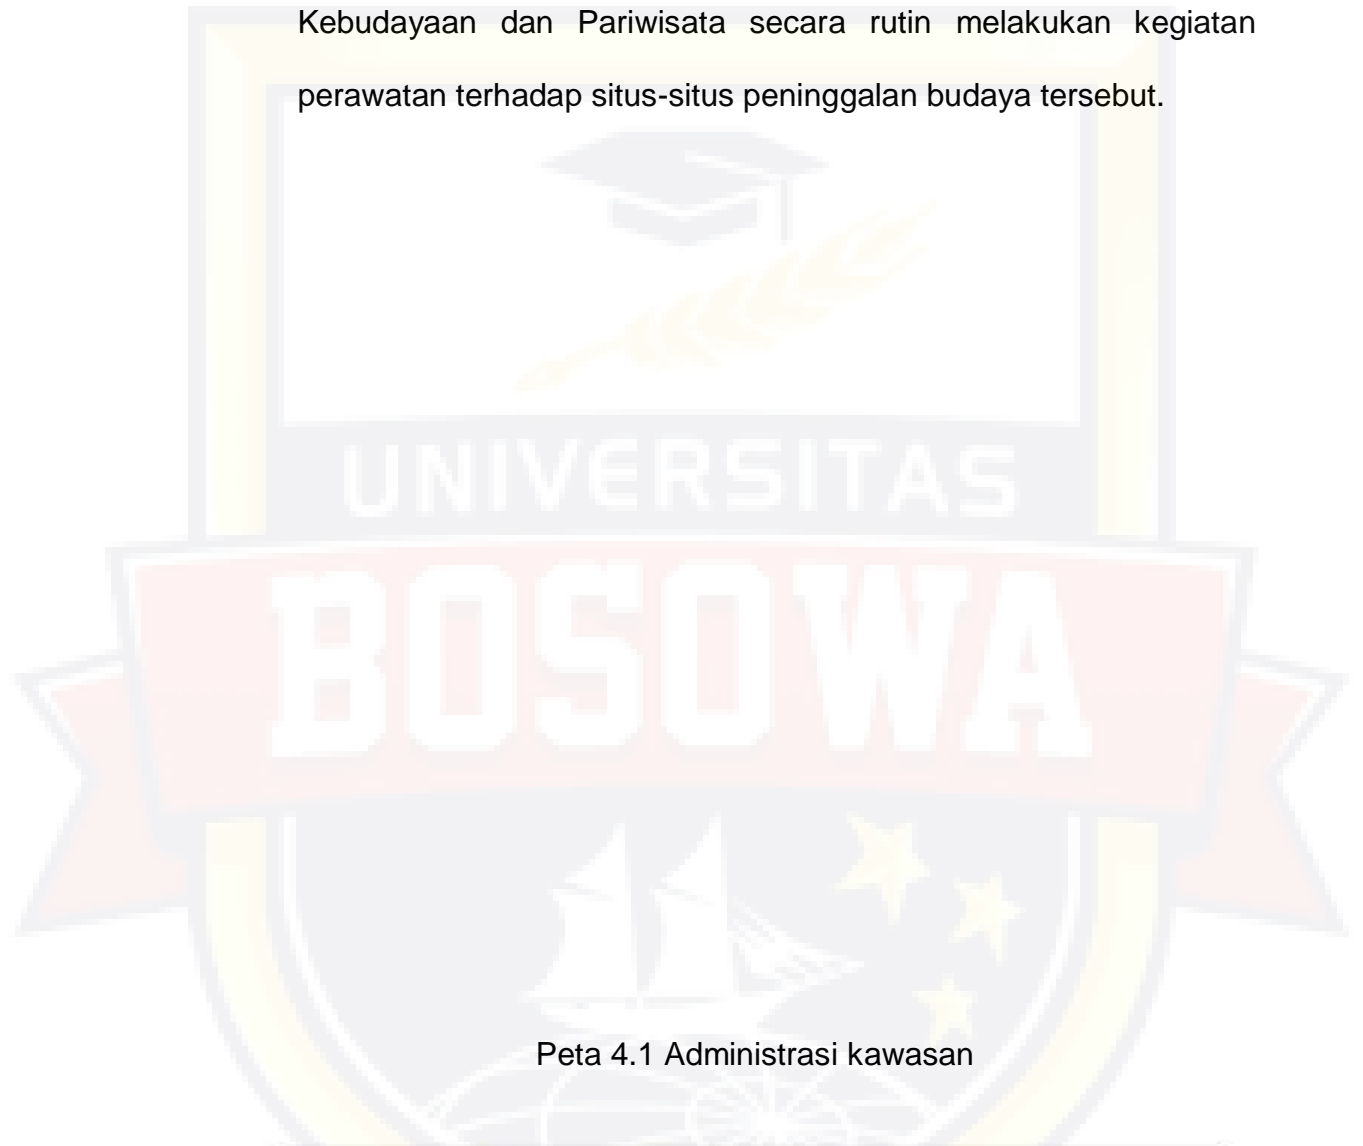 Kebudayaan dan Pariwisata secara rutin melakukan kegiatan
perawatan terhadap situs-situs peninggalan budaya tersebut.
UNIVERSITAS
BOSOWA
Peta 4.1 Administrasi kawasan